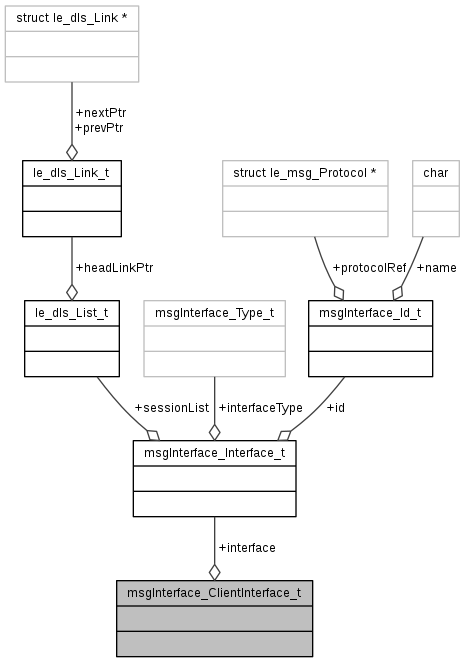 struct le_dls_Link *
+nextPtr
+prevPtr
le_dls_Link_t
struct le_msg_Protocol *
char
+headLinkPtr
+protocolRef
+name
le_dls_List_t
msgInterface_Type_t
msgInterface_Id_t
+sessionList
+interfaceType
+id
msgInterface_Interface_t
+interface
msgInterface_ClientInterface_t